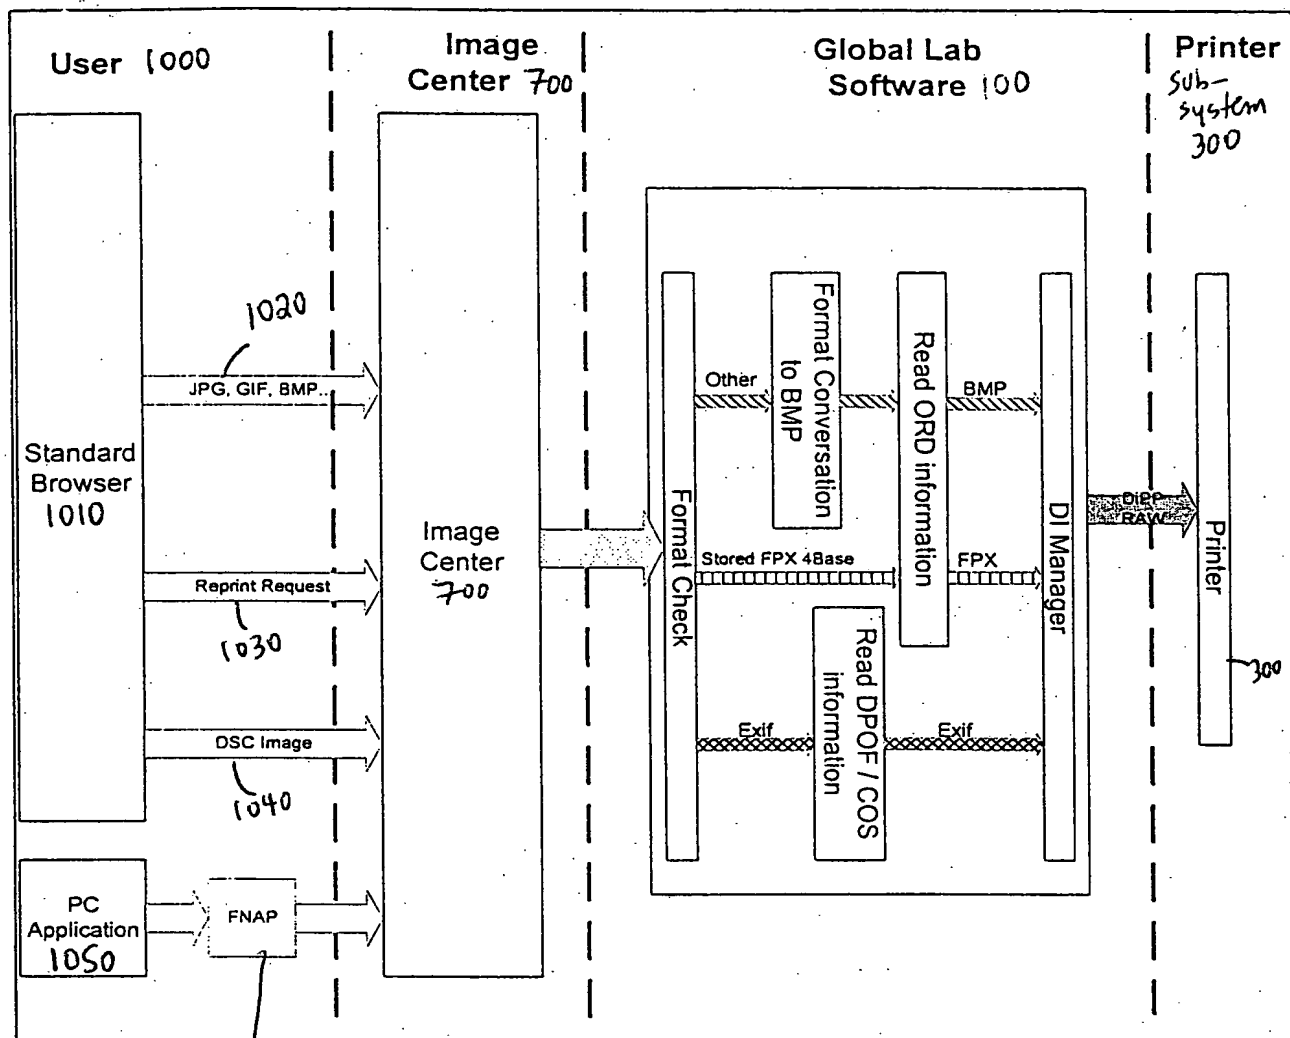 User 1000
Image
Center 700
Global Lab
Software 100
Printer
sub-
system
300
1020
JPG, GIF, BMP...
Standard
Browser
1010
Reprint Request
1030
DSC Image
1040
PC
Application
1050
FNAP
Image
Center
700
Format Check
Other
Format Conversation
to BMP
Read ORD information
BMP
Stored FPX 4Base
FPX
Exif
Read DPOF / COS
information
Exif
DI Manager
DiPP
"RAW"
Printer
300